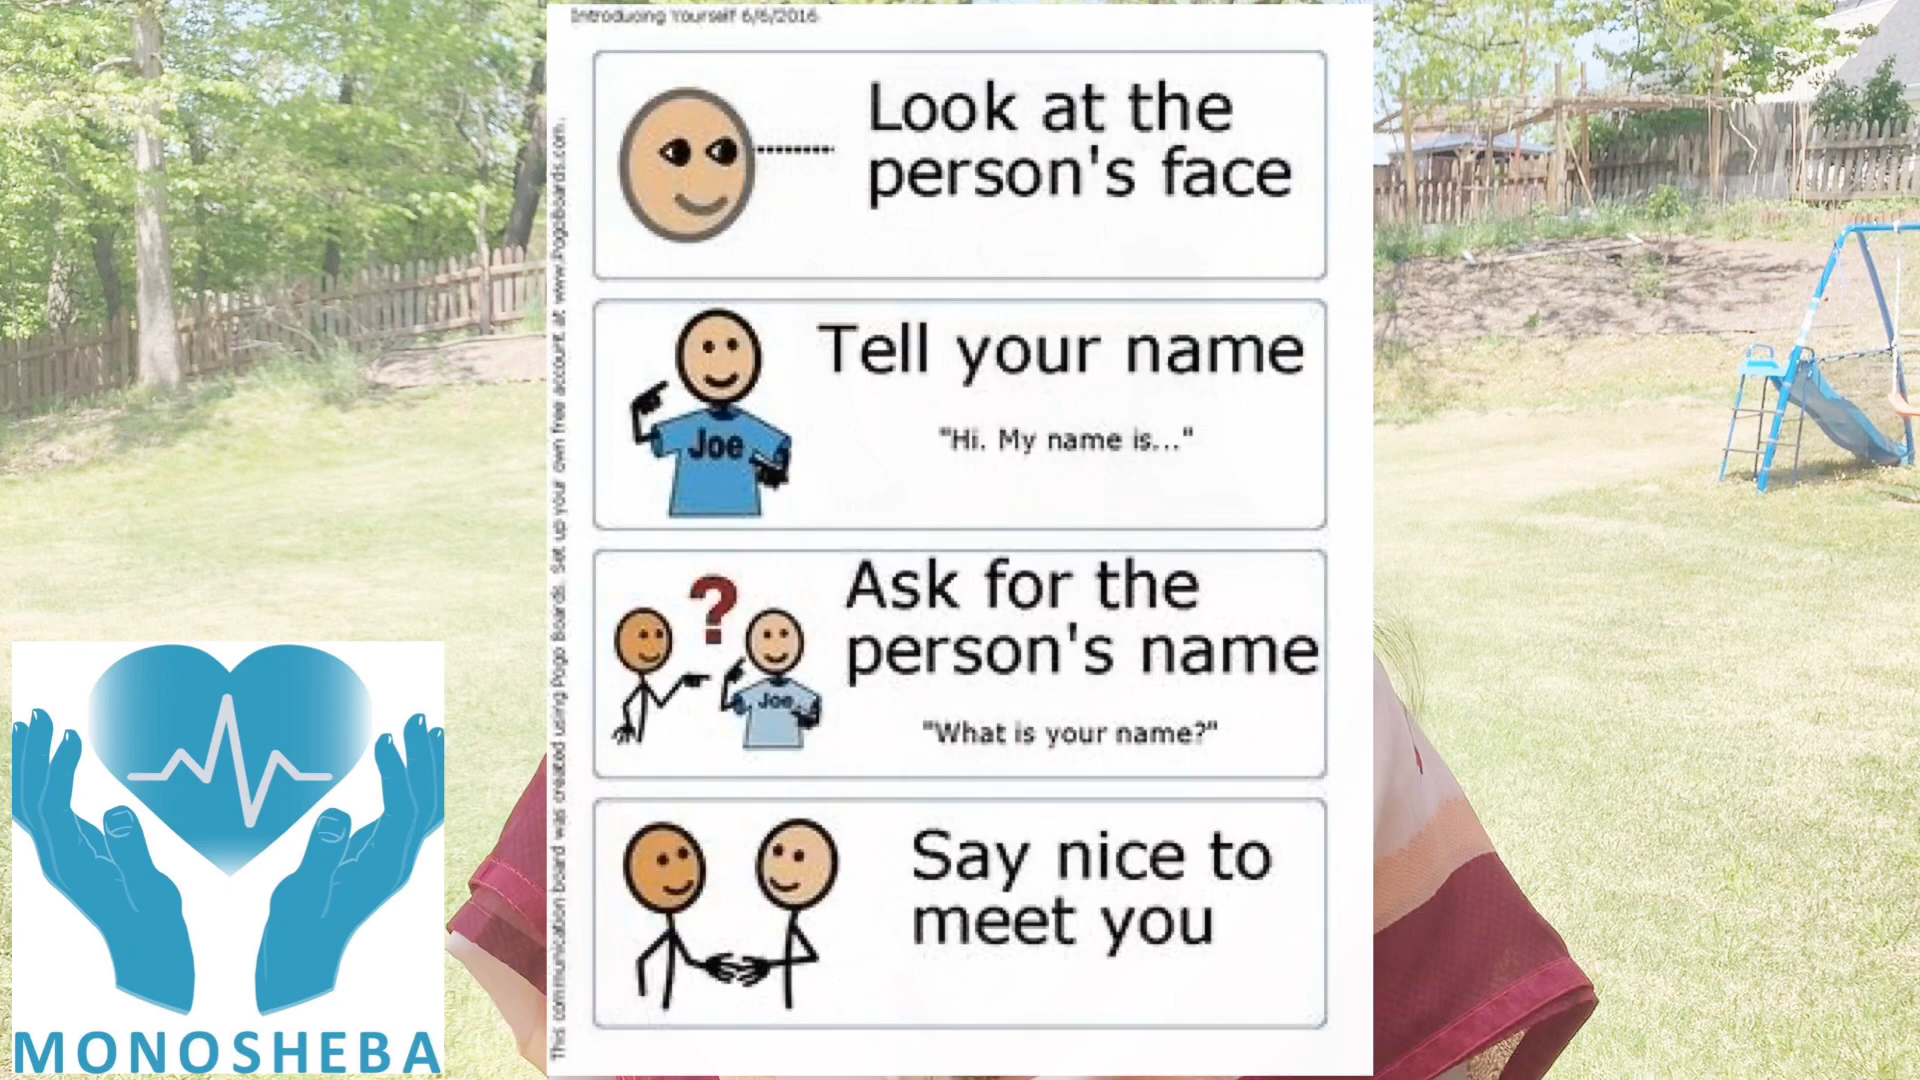 Introducing Yourself 6/6/2016
Look at the
person's face
Tell your name
"Hi. My name is..."
Joe
Ask for the
person's name
"What is your name?"
Joe
Say nice to
meet you
This communication board was created using Pogo Boards. Set up your own free account at www.PogoBoards.com.
MONOSHEBA